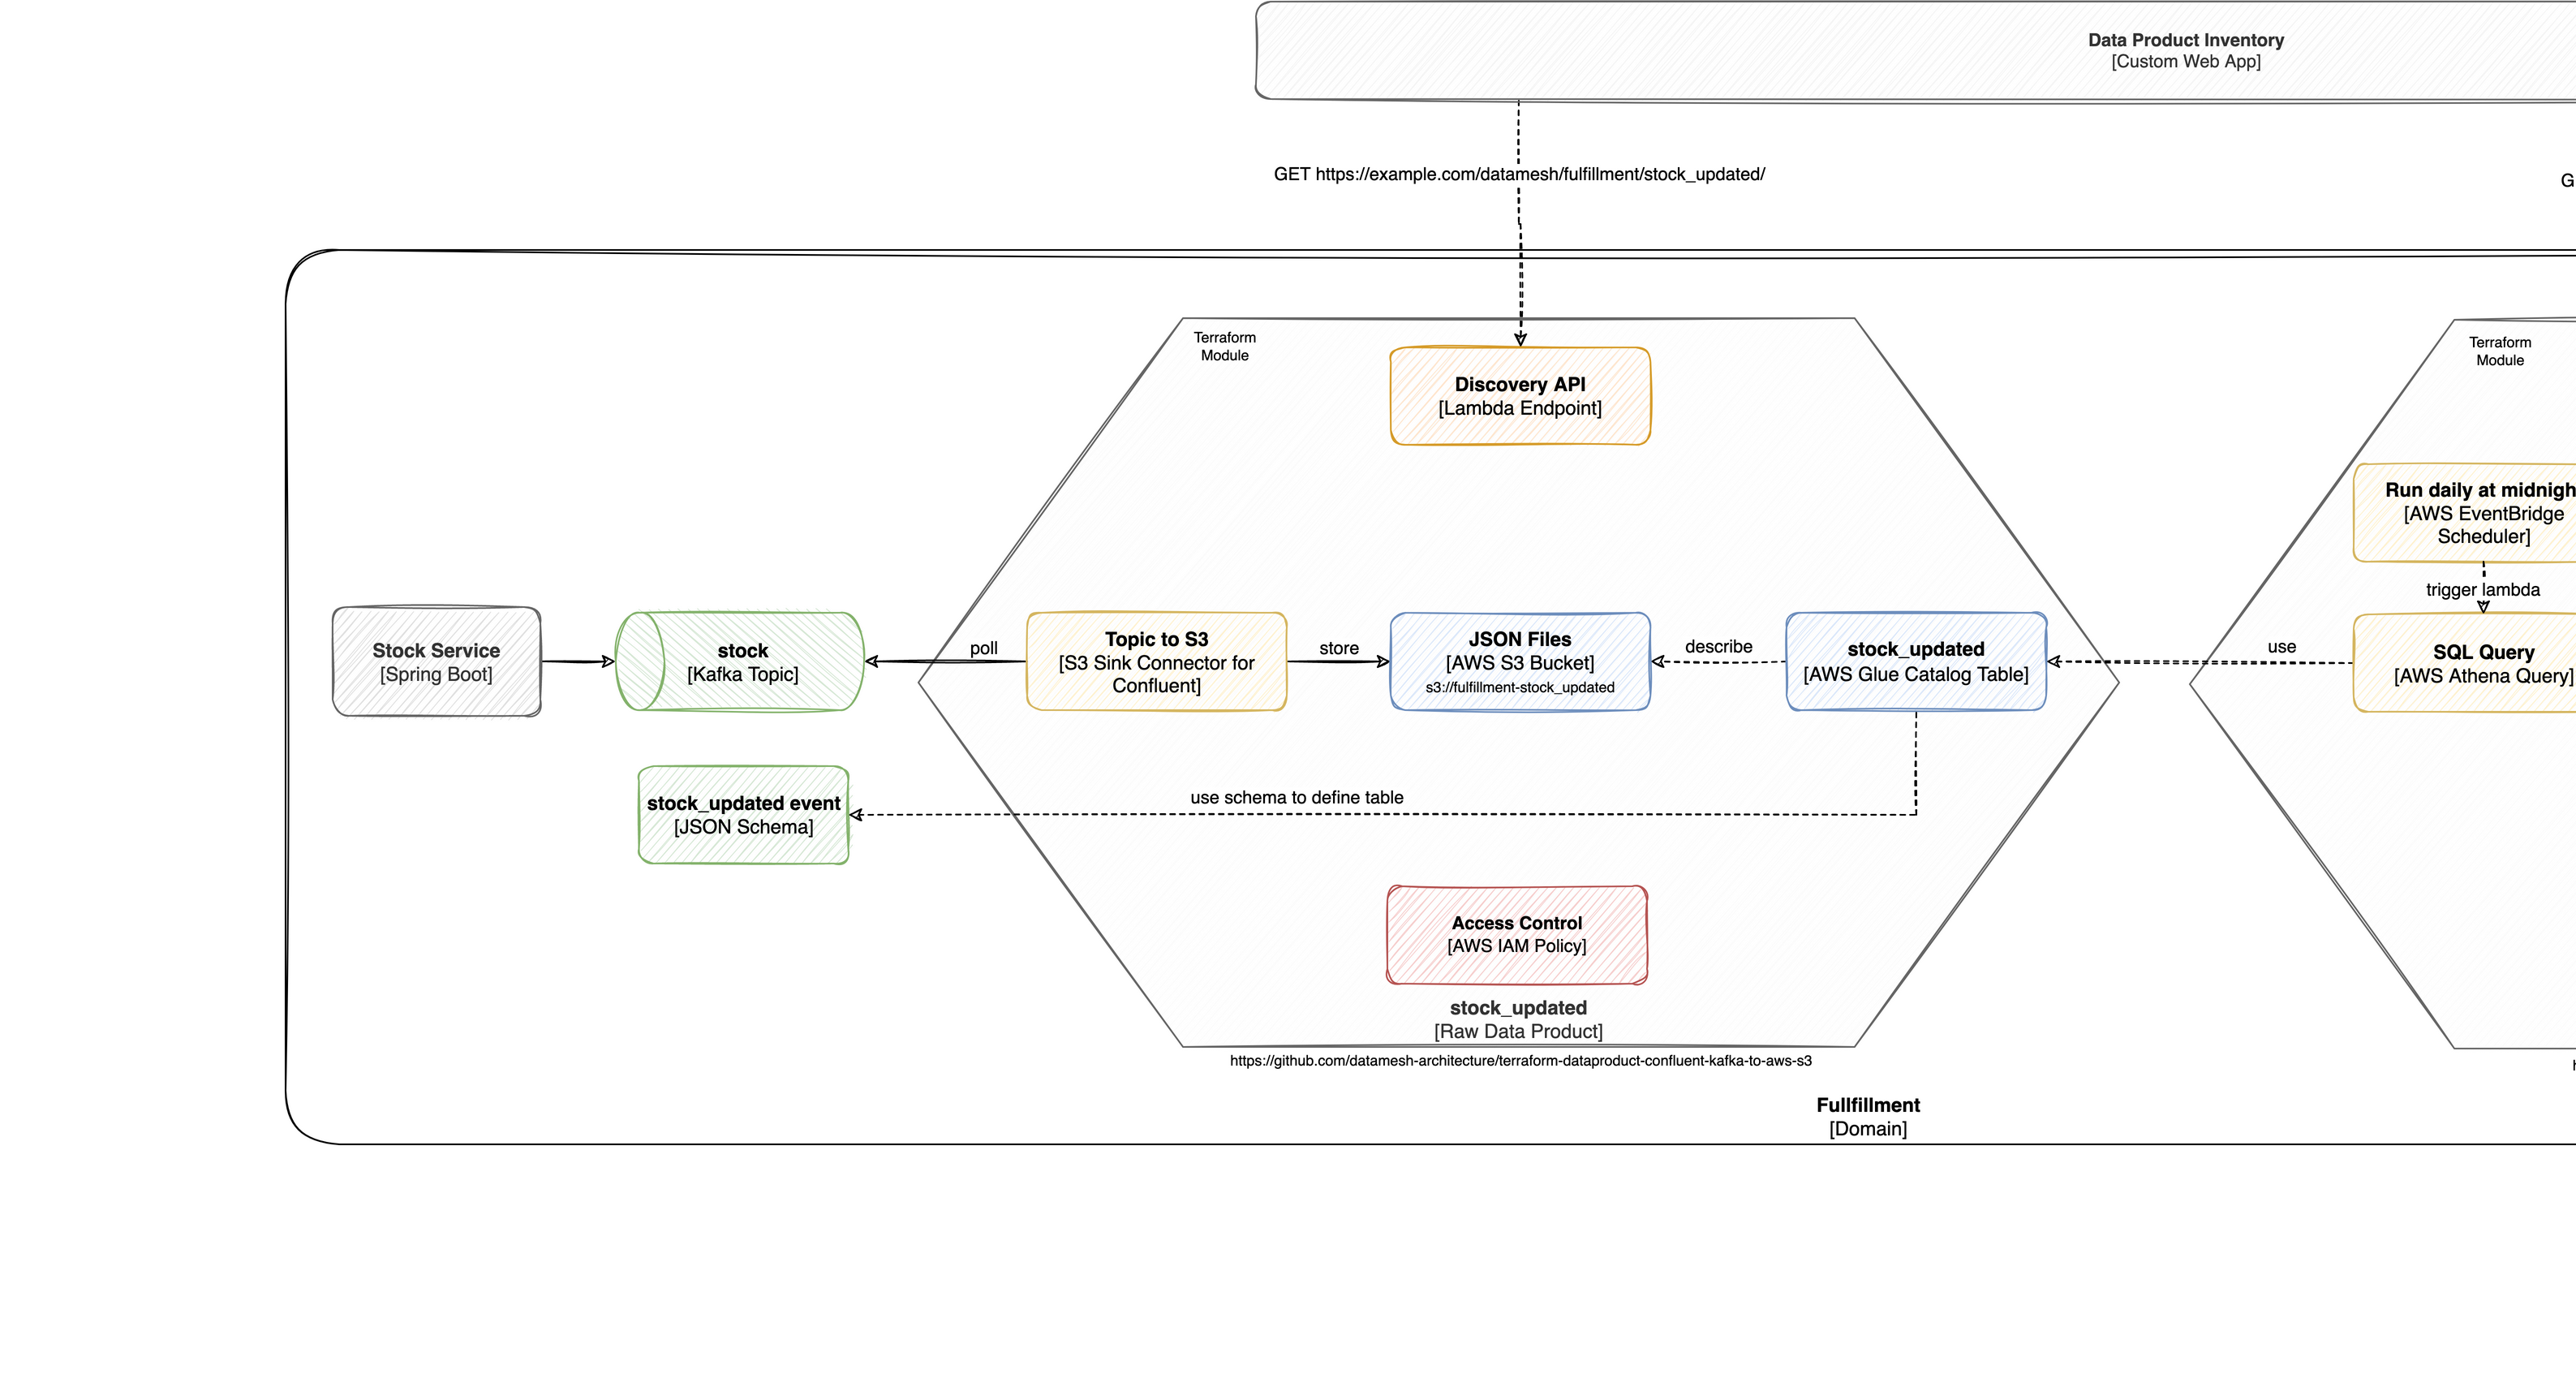 Data Product Inventory
[Custom Web App]
GET https://example.com/datamesh/fulfillment/stock_updated/
G
Terraform
Module
Discovery API
[Lambda Endpoint]
Terraform
Module
Run daily at midnigh
[AWS EventBridge
Scheduler]
trigger lambda
Stock Service
[Spring Boot]
stock
[Kafka Topic]
poll
Topic to S3
[S3 Sink Connector for
Confluent]
store
JSON Files
[AWS S3 Bucket]
s3://fulfillment-stock_updated
describe
stock_updated
[AWS Glue Catalog Table]
use
SQL Query
[AWS Athena Query]
stock_updated event
[JSON Schema]
use schema to define table
Access Control
[AWS IAM Policy]
stock_updated
[Raw Data Product]
https://github.com/datamesh-architecture/terraform-dataproduct-confluent-kafka-to-aws-s3
Fullfillment
[Domain]